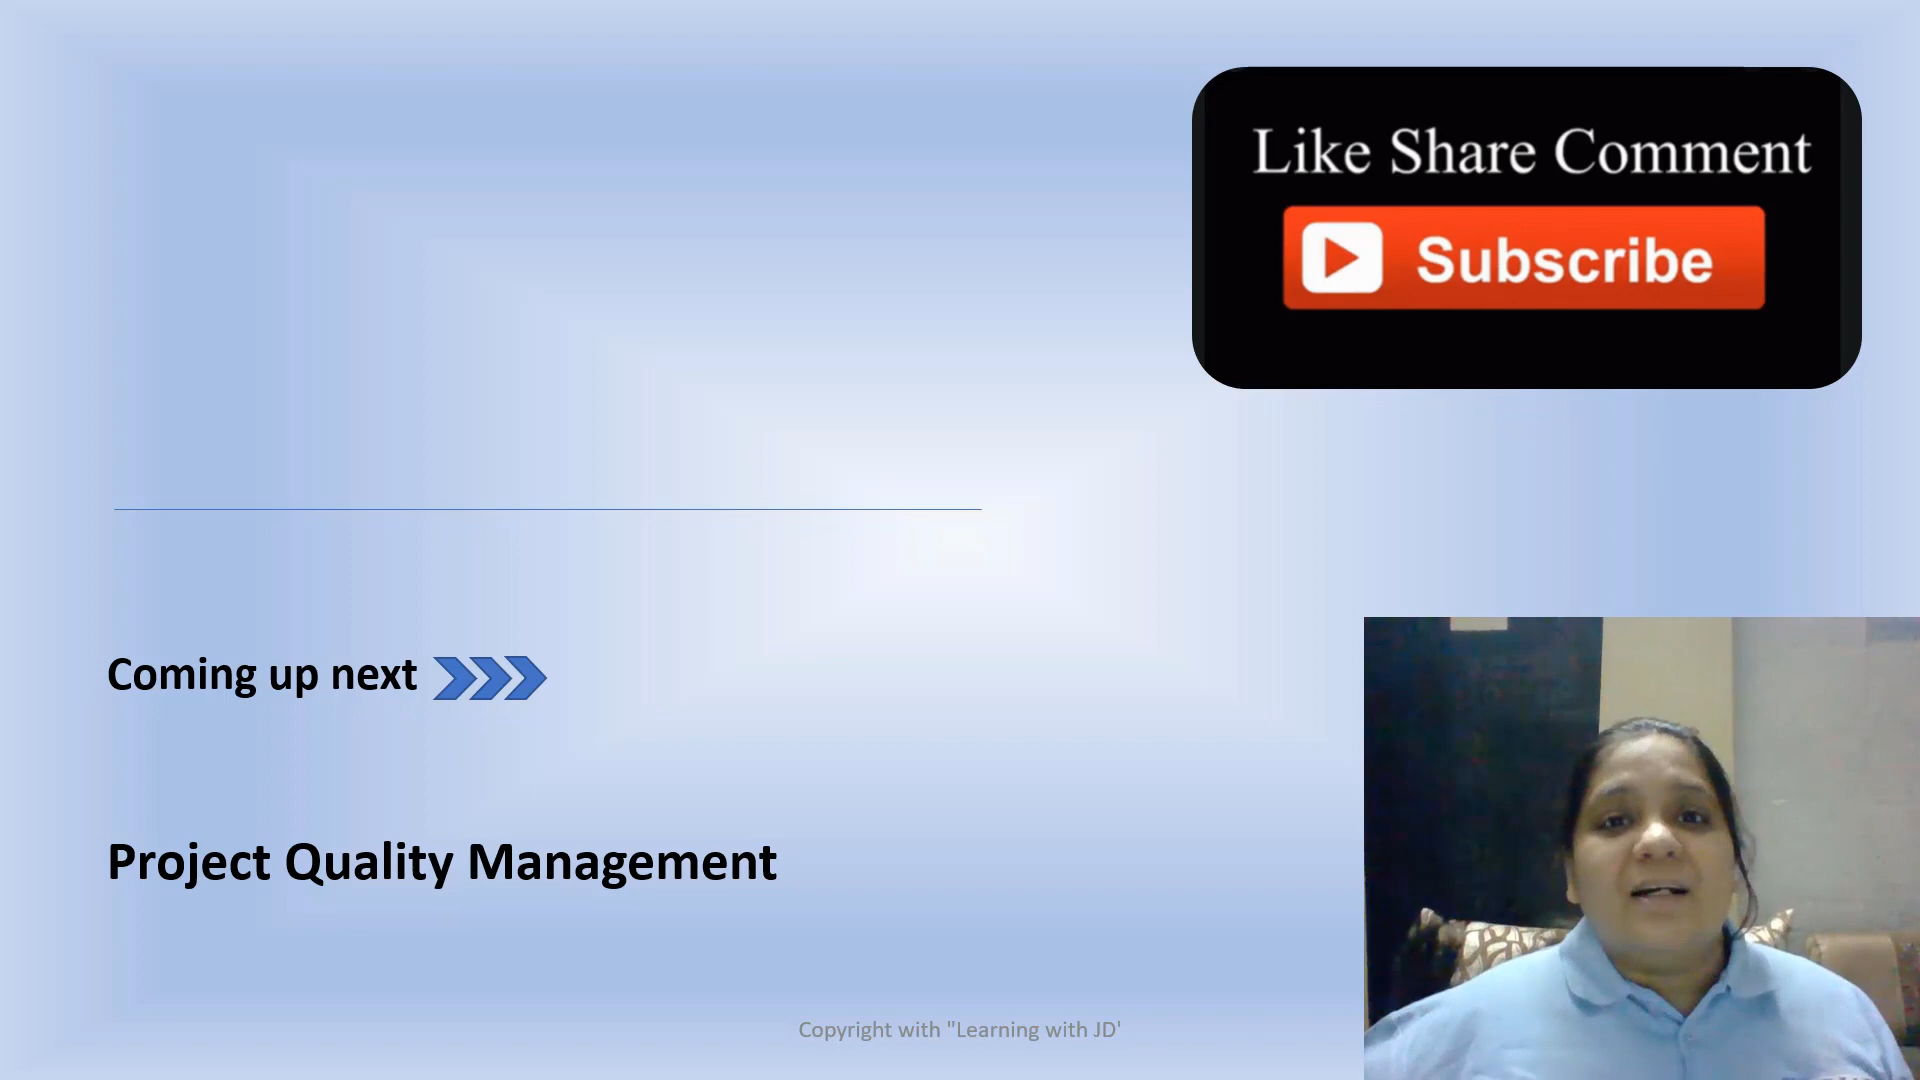 Like Share Comment
Subscribe
Coming up next
Project Quality Management
Copyright with "Learning with JD'